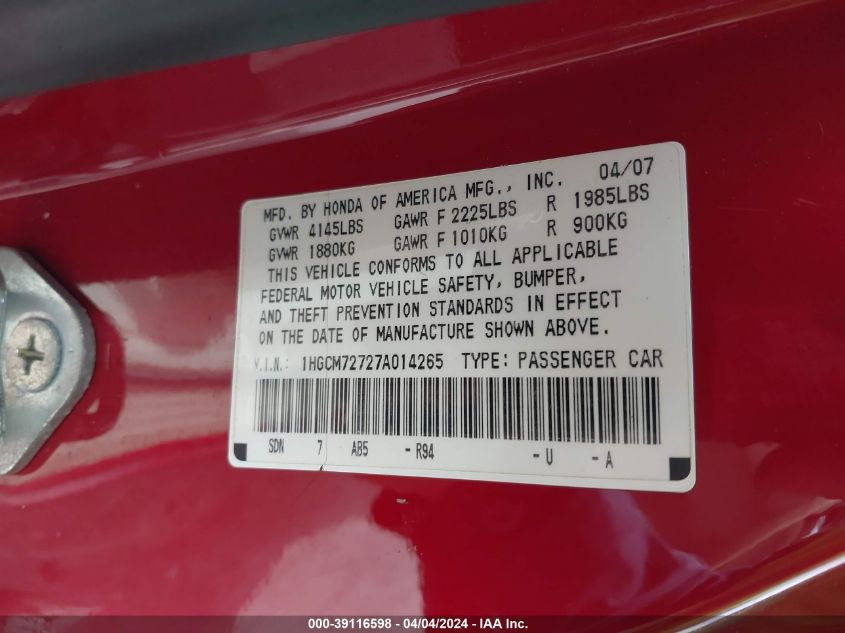 04/07
MFD. BY HONDA OF AMERICA MFG., INC.
GVWR 4145LBS GAWR F 2225LBS R 1985LBS
GVWR 1880KG GAWR F 1010KG R 900KG
THIS VEHICLE CONFORMS TO ALL APPLICABLE
FEDERAL MOTOR VEHICLE SAFETY, BUMPER,
AND THEFT PREVENTION STANDARDS IN EFFECT
ON THE DATE OF MANUFACTURE SHOWN ABOVE.
V.I.N.: 1HGCM72727A014265 TYPE: PASSENGER CAR
SDN 7 AB5 - R94 - U - A
000-39116598 - 04/04/2024 - IAA Inc.